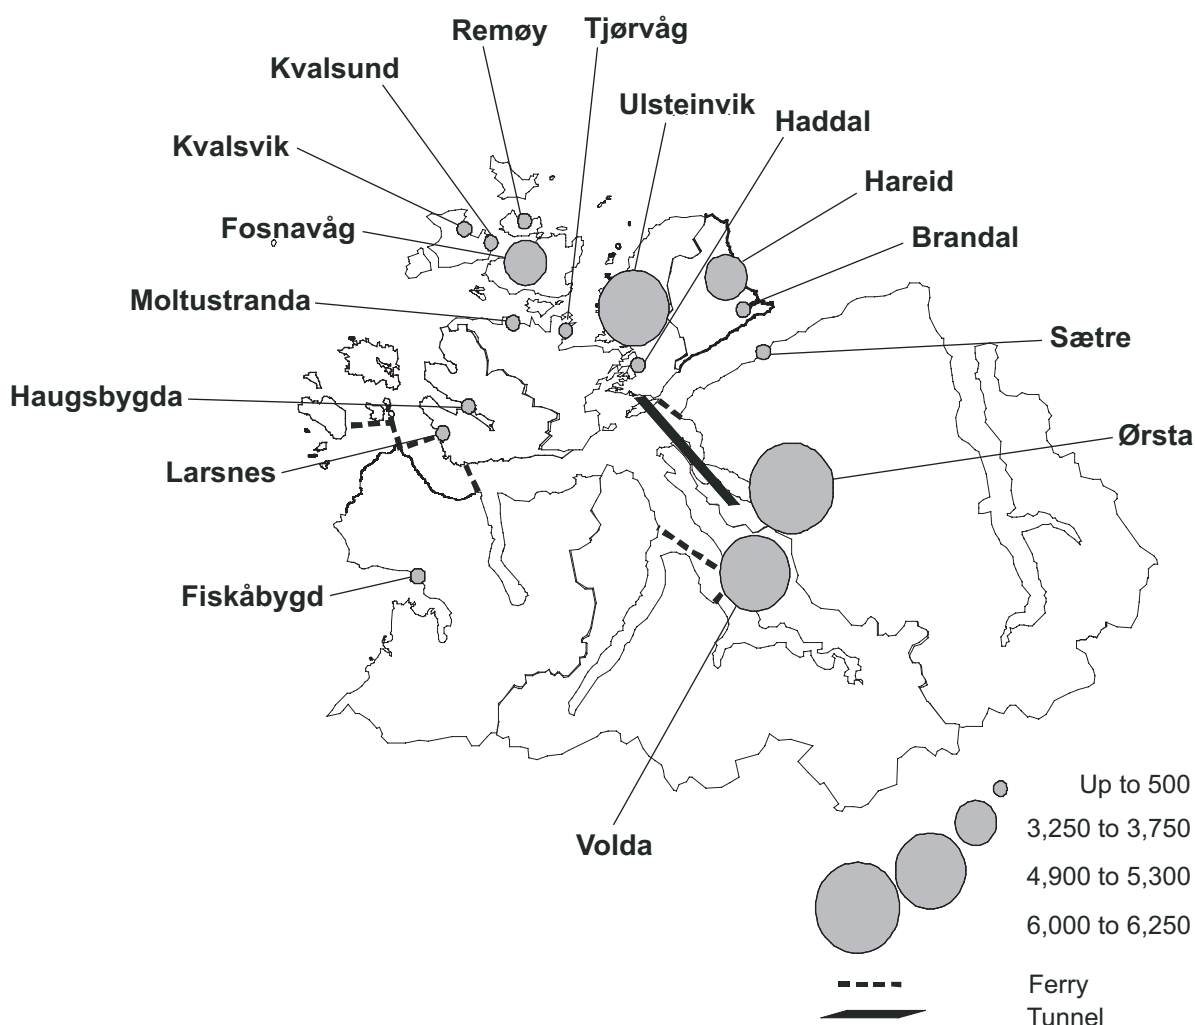 Remøy
Tjørvåg
Kvalsund
Ulsteinvik
Haddal
Kvalsvik
Hareid
Fosnavåg
Brandal
Moltustranda
Sætre
Haugsbygda
Ørsta
Larsnes
Fiskåbygd
Volda
Up to 500
3,250 to 3,750
4,900 to 5,300
6,000 to 6,250
Ferry
Tunnel